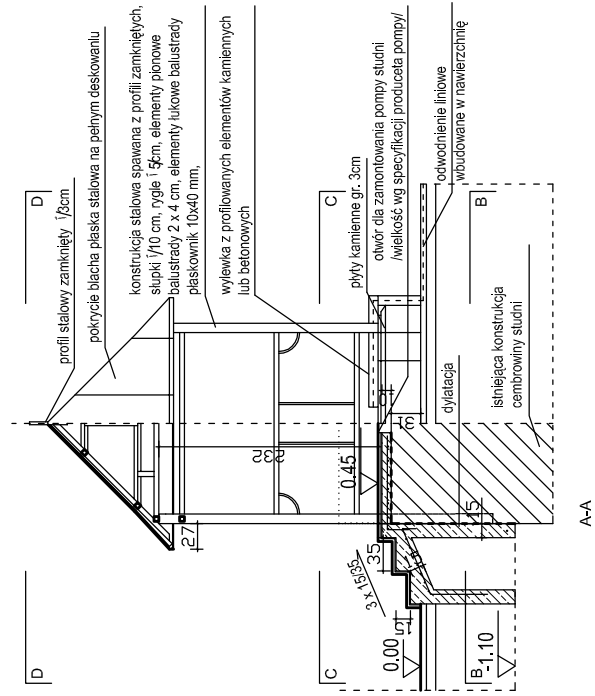 D
D
profil stalowy zamknięty Î/3cm
pokrycie blacha płaska stalowa na pełnym deskowaniu
konstrukcja stalowa spawana z profili zamkniętych,
słupki Î/10 cm, rygle Î 5cm, elementy pionowe
balustrady 2 x 4 cm, elementy łukowe balustrady
płaskownik 10x40 mm,
wylewka z profilowanych elementów kamiennych
lub betonowych
C
C
płyty kamienne gr. 3cm
otwór dla zamontowania pompy studni
/wielkość wg specyfikacji produceta pompy/
odwodnienie liniowe
wbudowane w nawierzchnię
B
B
istniejąca konstrukcja
cembrowiny studni
dylatacja
27
232
0.45
35
3 x 15/35
15
15
31
0.00
-1.10
A-A